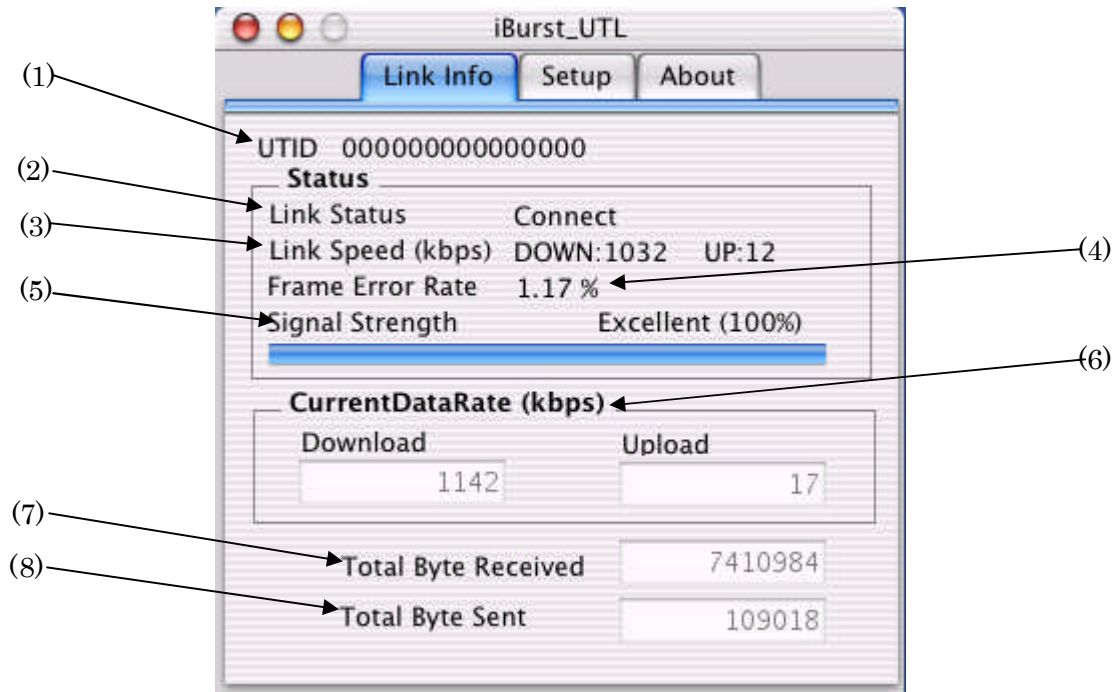 iBurst_UTL
Link Info Setup About
(1)
UTID 000000000000000
(2)
Status
Link Status Connect
(3)
Link Speed (kbps) DOWN:1032 UP:12
(4)
Frame Error Rate 1.17 %
(5)
Signal Strength Excellent (100%)
(6)
CurrentDataRate (kbps)
Download Upload
1142 17
(7)
Total Byte Received 7410984
(8)
Total Byte Sent 109018